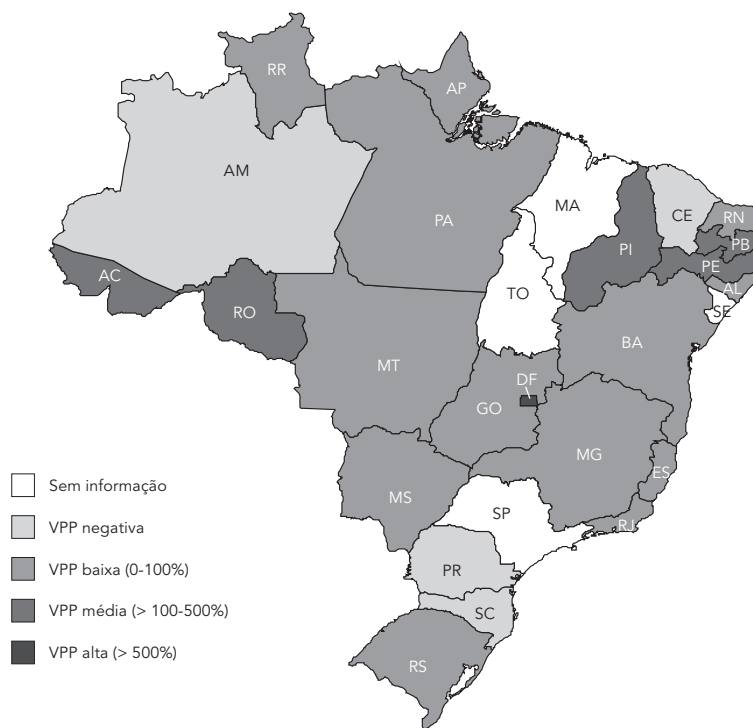 RR
AP
AM
PA
MA
CE
RN
PB
PI
PE
AC
AL
TO
SE
RO
BA
MT
DF
GO
MG
ES
MS
SP
RJ
PR
SC
RS
Sem informação
VPP negativa
VPP baixa (0-100%)
VPP média (> 100-500%)
VPP alta (> 500%)